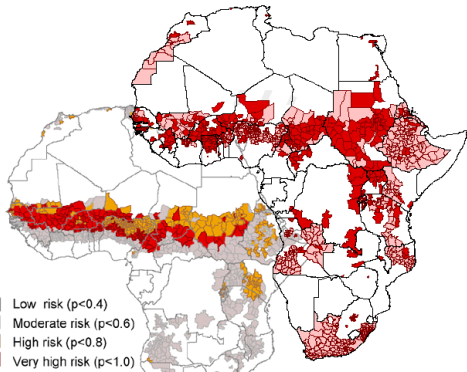 Low risk (p<0.4)
Moderate risk (p<0.6)
High risk (p<0.8)
Very high risk (p<1.0)